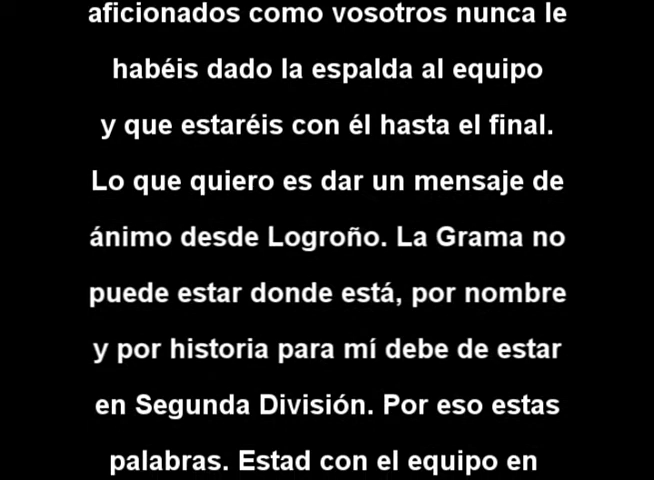 aficionados como vosotros nunca le
habéis dado la espalda al equipo
y que estaréis con él hasta el final.
Lo que quiero es dar un mensaje de
ánimo desde Logroño. La Grama no
puede estar donde está, por nombre
y por historia para mí debe de estar
en Segunda División. Por eso estas
palabras. Estad con el equipo en